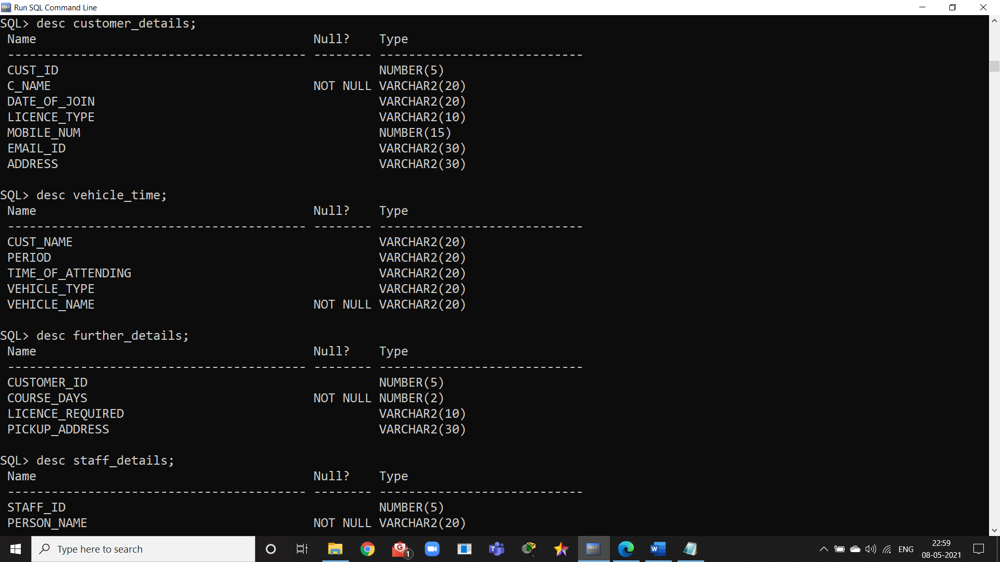 Run SQL Command Line
SQL> desc customer_details;
Name Null? Type
----------------------------------------- -------- ----------------------------
CUST_ID NUMBER(5)
C_NAME NOT NULL VARCHAR2(20)
DATE_OF_JOIN VARCHAR2(20)
LICENCE_TYPE VARCHAR2(10)
MOBILE_NUM NUMBER(15)
EMAIL_ID VARCHAR2(30)
ADDRESS VARCHAR2(30)
SQL> desc vehicle_time;
Name Null? Type
----------------------------------------- -------- ----------------------------
CUST_NAME VARCHAR2(20)
PERIOD VARCHAR2(20)
TIME_OF_ATTENDING VARCHAR2(20)
VEHICLE_TYPE VARCHAR2(20)
VEHICLE_NAME NOT NULL VARCHAR2(20)
SQL> desc further_details;
Name Null? Type
----------------------------------------- -------- ----------------------------
CUSTOMER_ID NUMBER(5)
COURSE_DAYS NOT NULL NUMBER(2)
LICENCE_REQUIRED VARCHAR2(10)
PICKUP_ADDRESS VARCHAR2(30)
SQL> desc staff_details;
Name Null? Type
----------------------------------------- -------- ----------------------------
STAFF_ID NUMBER(5)
PERSON_NAME NOT NULL VARCHAR2(20)
Type here to search
1
ENG
22:59
08-05-2021